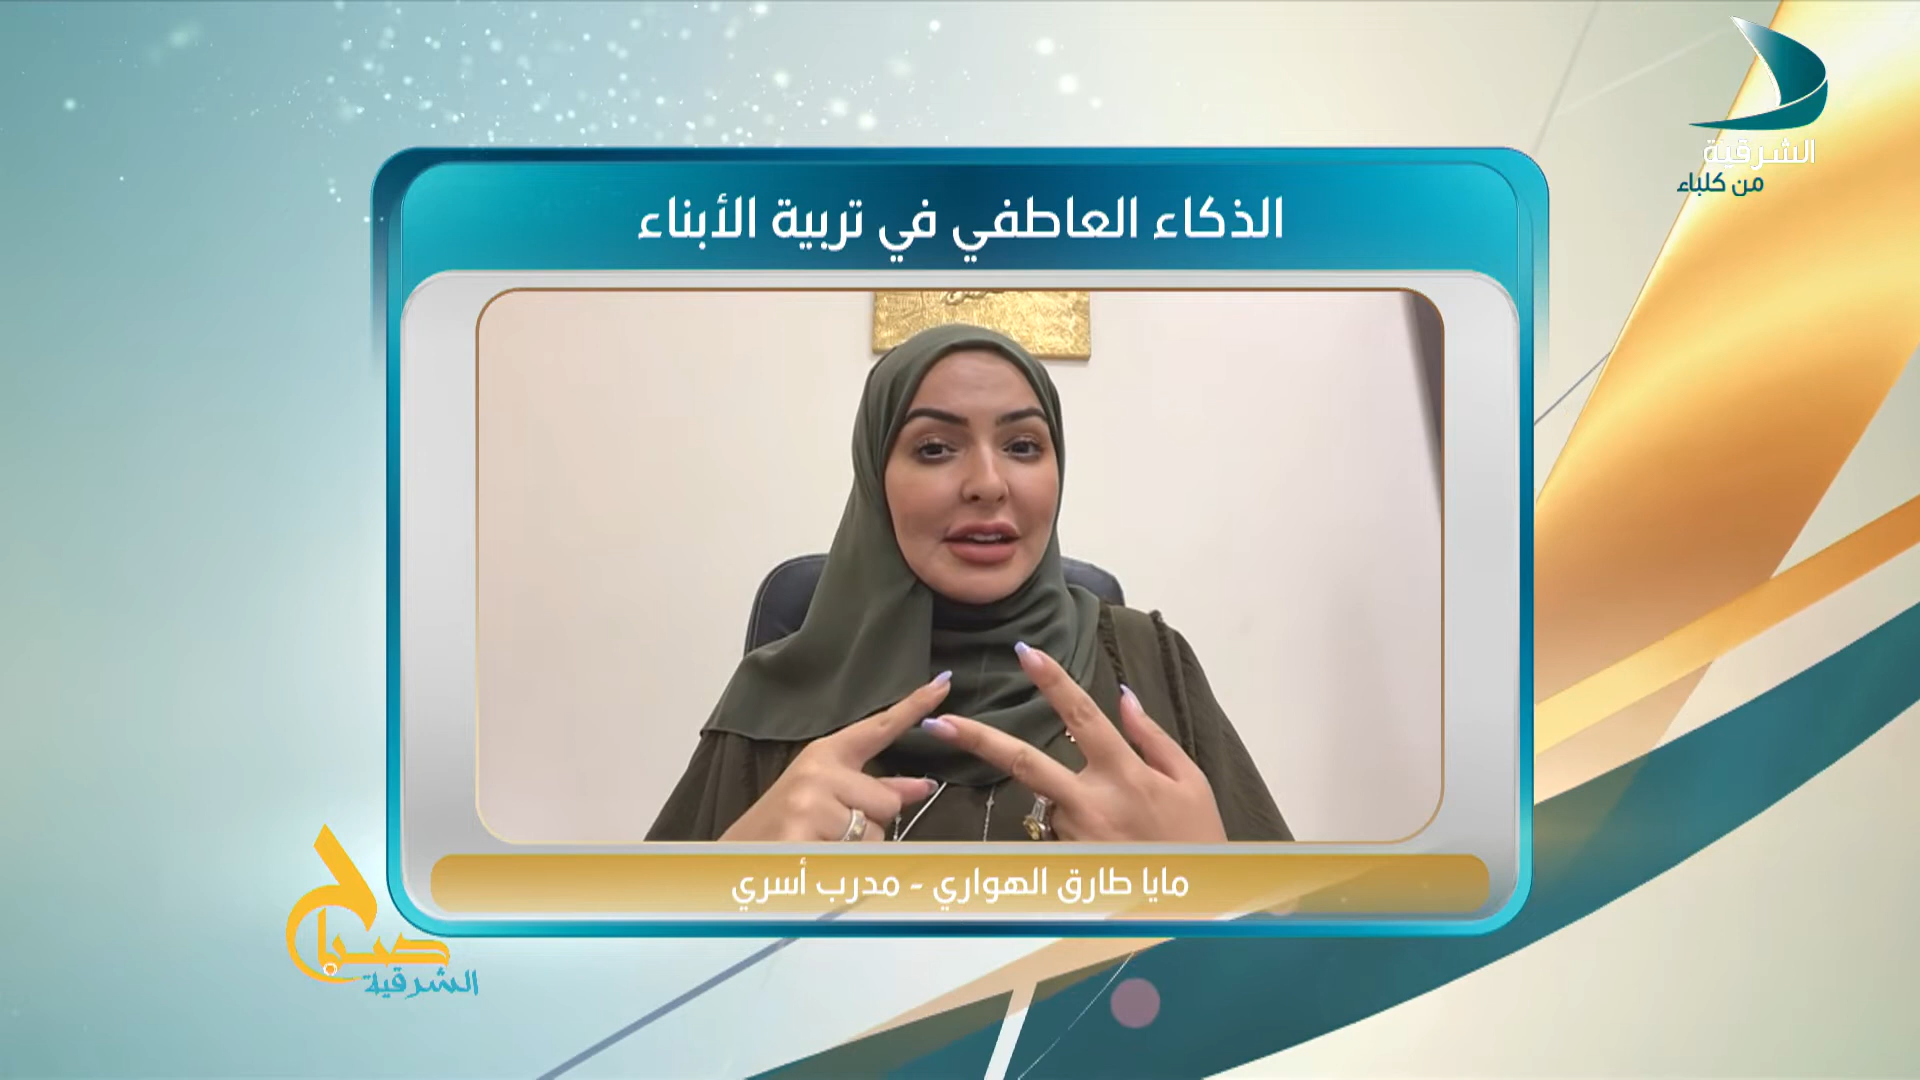 الشرقية
من كلباء
الذكاء العاطفي في تربية الأبناء
مايا طارق الهواري - مدرب أسري
صباح
الشرقية